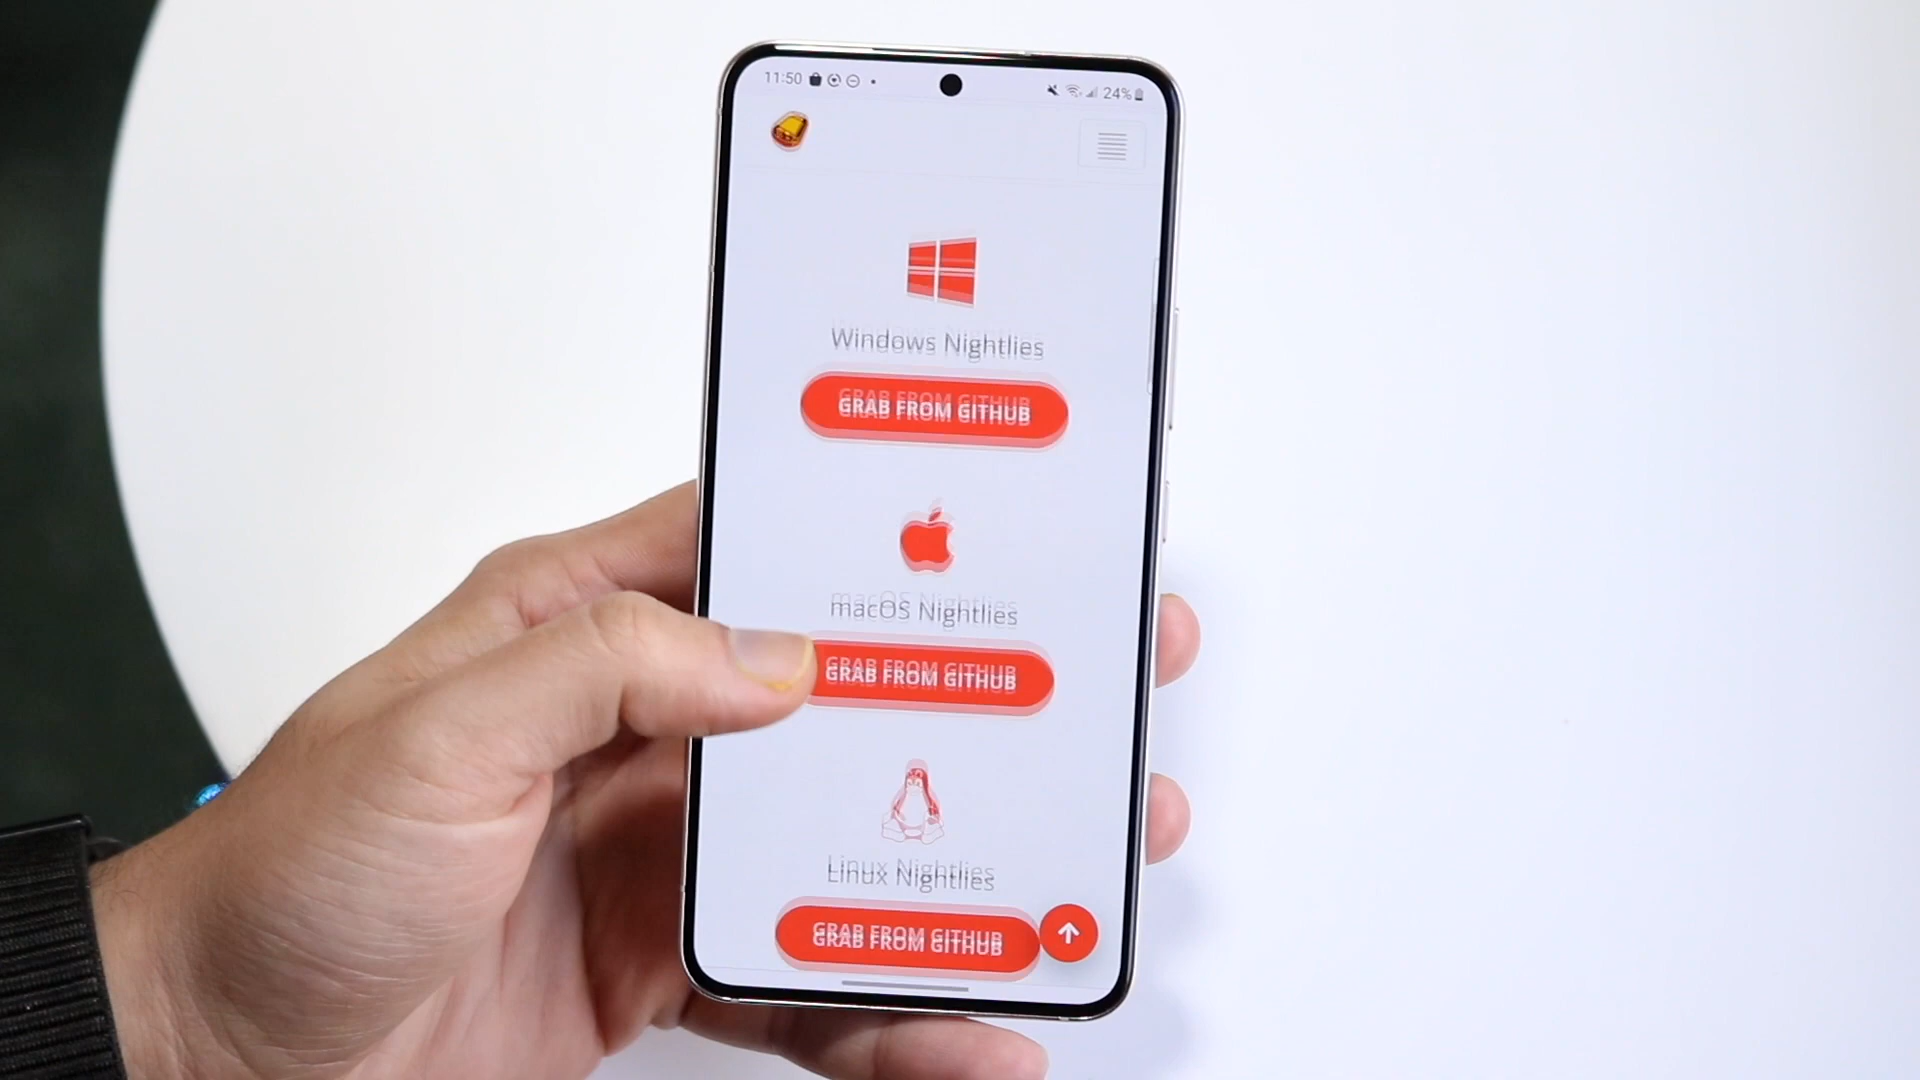 11:50
24%
Windows Nightlies
GRAB FROM GITHUB
macOS Nightlies
GRAB FROM GITHUB
Linux Nightlies
GRAB FROM GITHUB